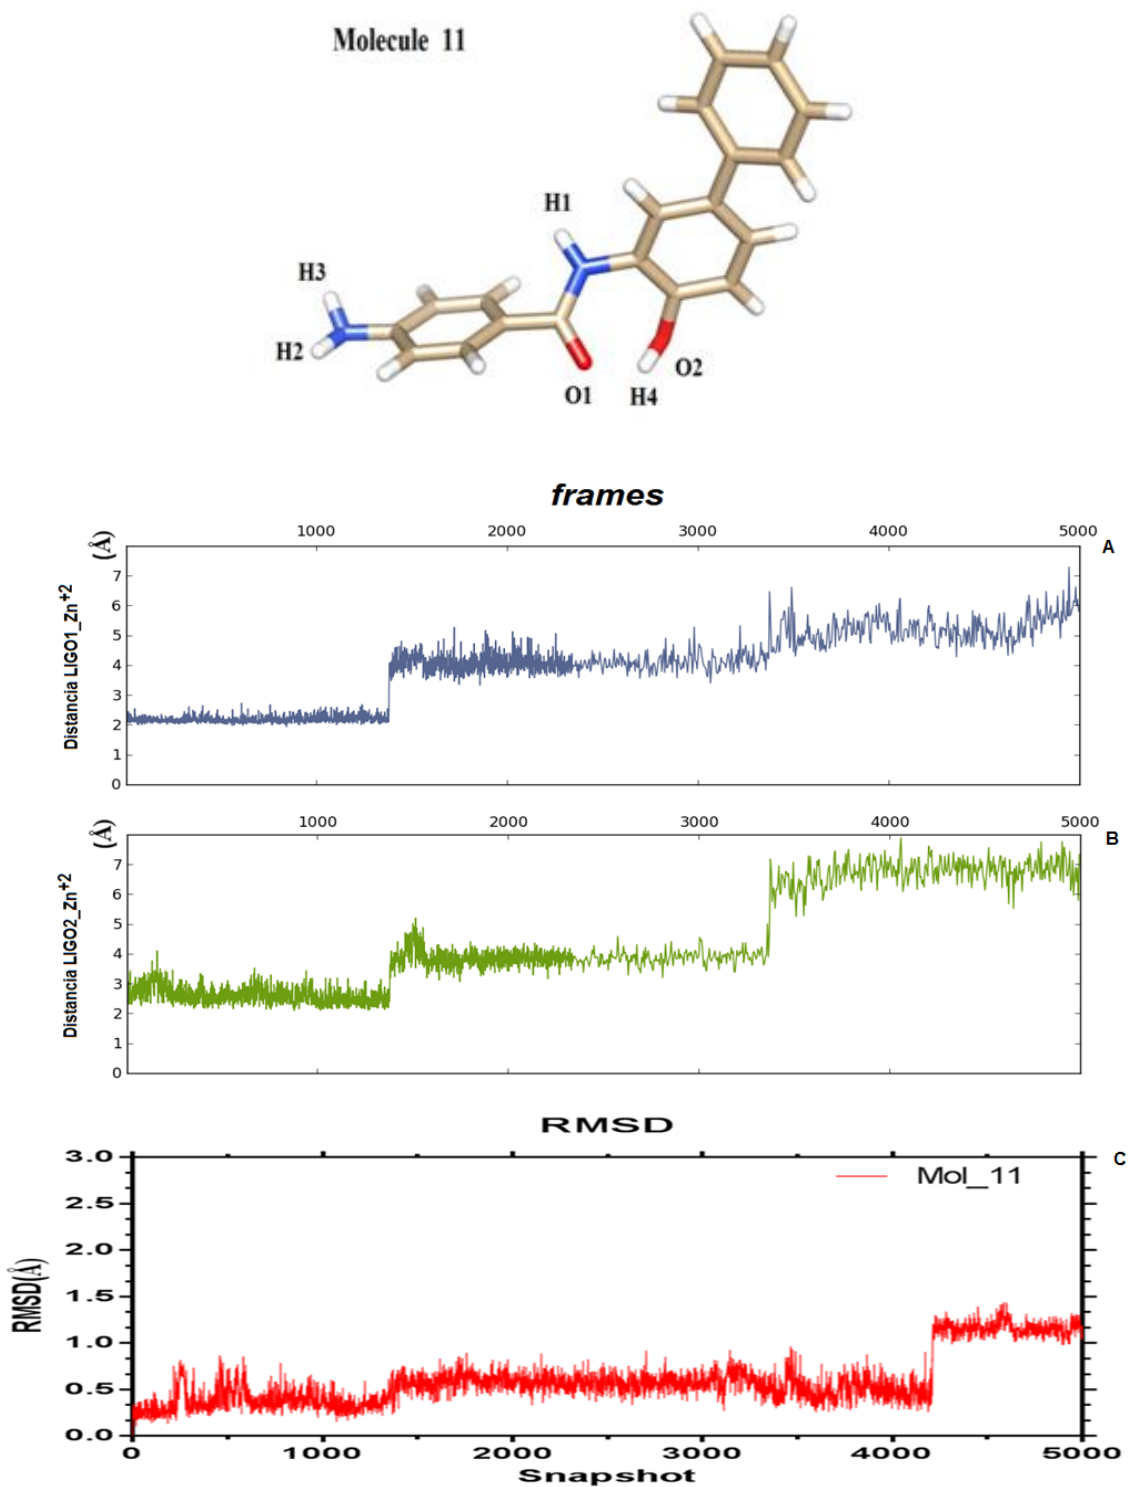 Molecule 11
H1
H3
H2
O1
H4
O2
frames
1000 2000 3000 4000 5000
A
(Å)
Distancia LIGO1_Zn+2
7
6
5
4
3
2
1
0
1000 2000 3000 4000 5000
B
(Å)
Distancia LIGO2_Zn+2
7
6
5
4
3
2
1
0
RMSD
C
Mol_11
RMSD(Å)
3.0
2.5
2.0
1.5
1.0
0.5
0.0
0 1000 2000 3000 4000 5000
Snapshot